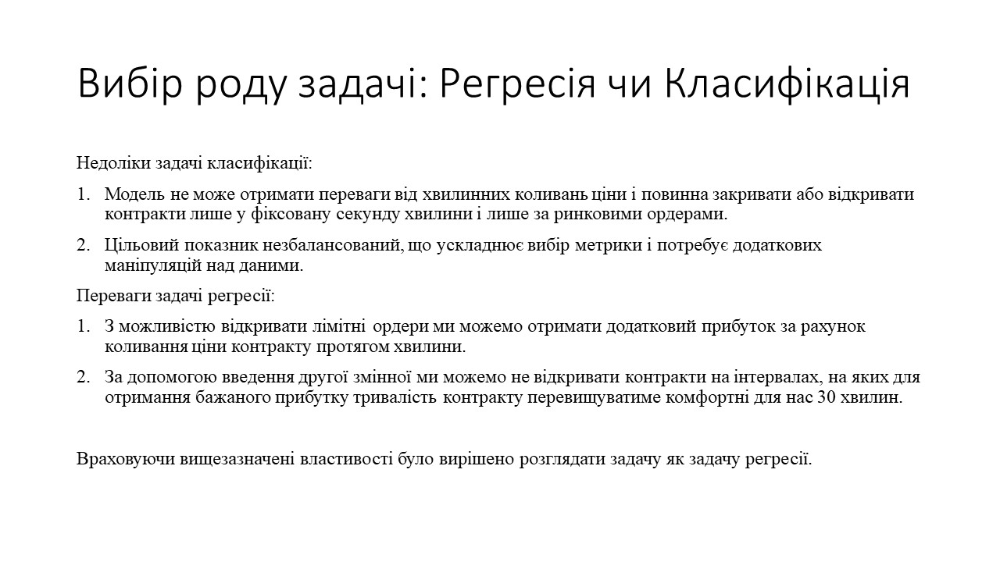 Вибір роду задачі: Регресія чи Класифікація
Недоліки задачі класифікації:
1. Модель не може отримати переваги від хвилинних коливань ціни і повинна закривати або відкривати
контракти лише у фіксовану секунду хвилини і лише за ринковими ордерами.
2. Цільовий показник незбалансований, що ускладнює вибір метрики і потребує додаткових
маніпуляцій над даними.
Переваги задачі регресії:
1. З можливістю відкривати лімітні ордери ми можемо отримати додатковий прибуток за рахунок
коливання ціни контракту протягом хвилини.
2. За допомогою введення другої змінної ми можемо не відкривати контракти на інтервалах, на яких для
отримання бажаного прибутку тривалість контракту перевищуватиме комфортні для нас 30 хвилин.
Враховуючи вищезазначені властивості було вирішено розглядати задачу як задачу регресії.